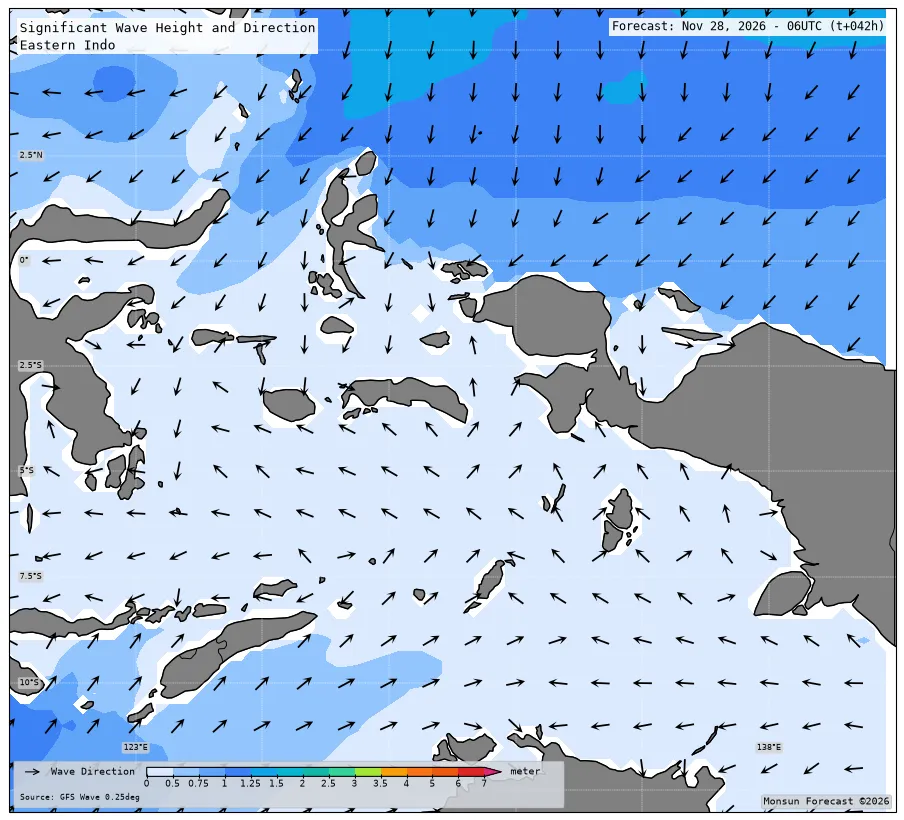 Significant Wave Height and Direction
Eastern Indo
Forecast: Nov 28, 2026 - 06UTC (t+042h)
2.5°N
0°
2.5°S
5°S
7.5°S
10°S
123°E
138°E
Wave Direction
meter
0 0.5 0.75 1 1.25 1.5 2 2.5 3 3.5 4 5 6 7
Source: GFS Wave 0.25deg
Monsun Forecast ©2026